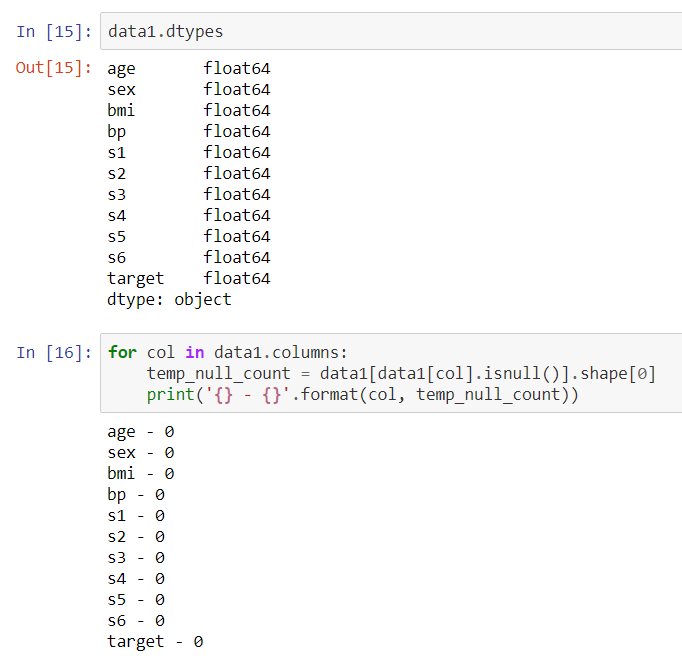 In [15]: data1.dtypes
Out[15]: age       float64
sex       float64
bmi       float64
bp        float64
s1        float64
s2        float64
s3        float64
s4        float64
s5        float64
s6        float64
target    float64
dtype: object
In [16]: for col in data1.columns:
    temp_null_count = data1[data1[col].isnull()].shape[0]
    print('{} - {}'.format(col, temp_null_count))
age - 0
sex - 0
bmi - 0
bp - 0
s1 - 0
s2 - 0
s3 - 0
s4 - 0
s5 - 0
s6 - 0
target - 0